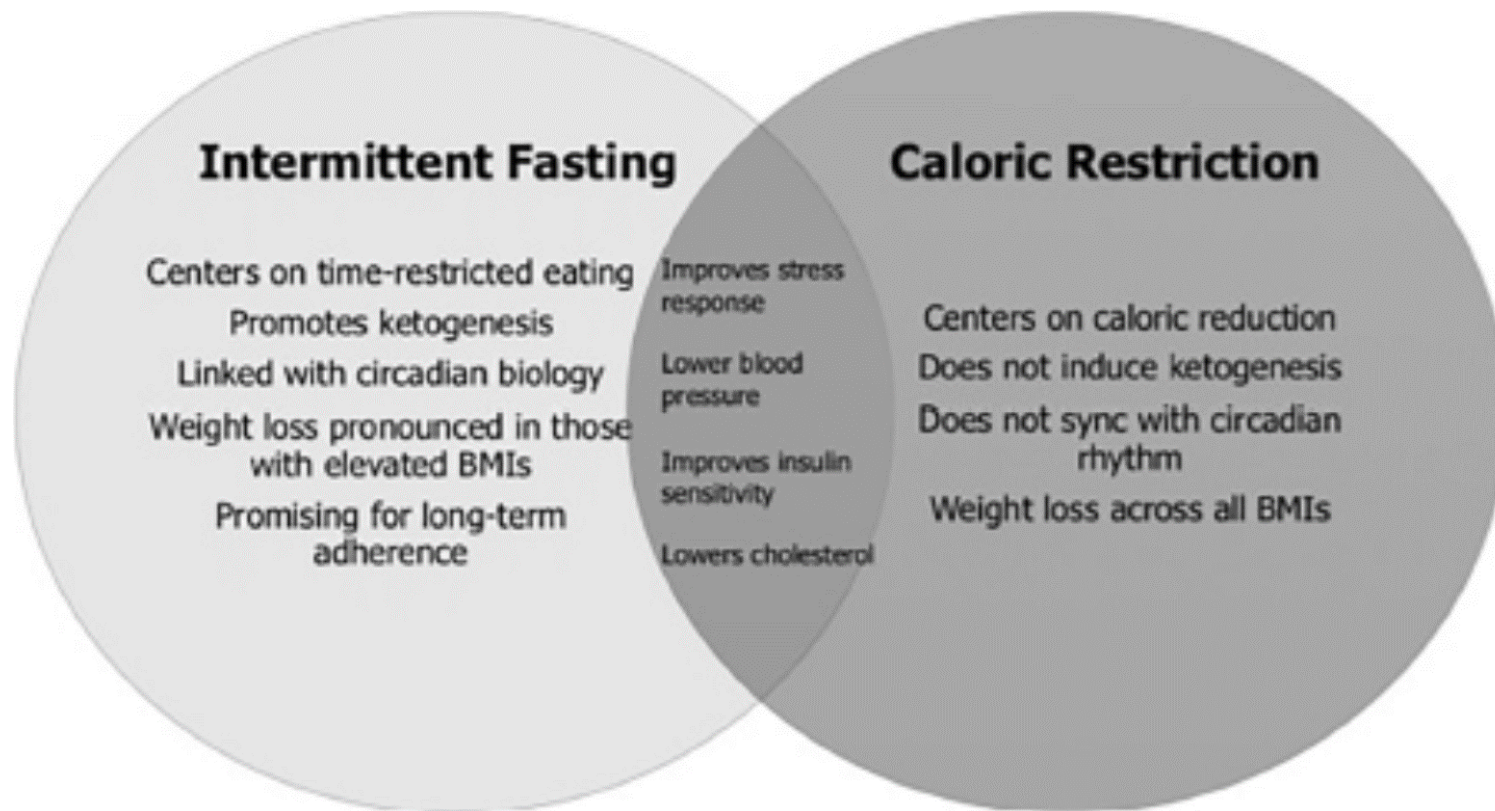 Intermittent Fasting
Centers on time-restricted eating
Promotes ketogenesis
Linked with circadian biology
Weight loss pronounced in those
with elevated BMIs
Promising for long-term
adherence
Improves stress
response
Lower blood
pressure
Improves insulin
sensitivity
Lowers cholesterol
Caloric Restriction
Centers on caloric reduction
Does not induce ketogenesis
Does not sync with circadian
rhythm
Weight loss across all BMIs